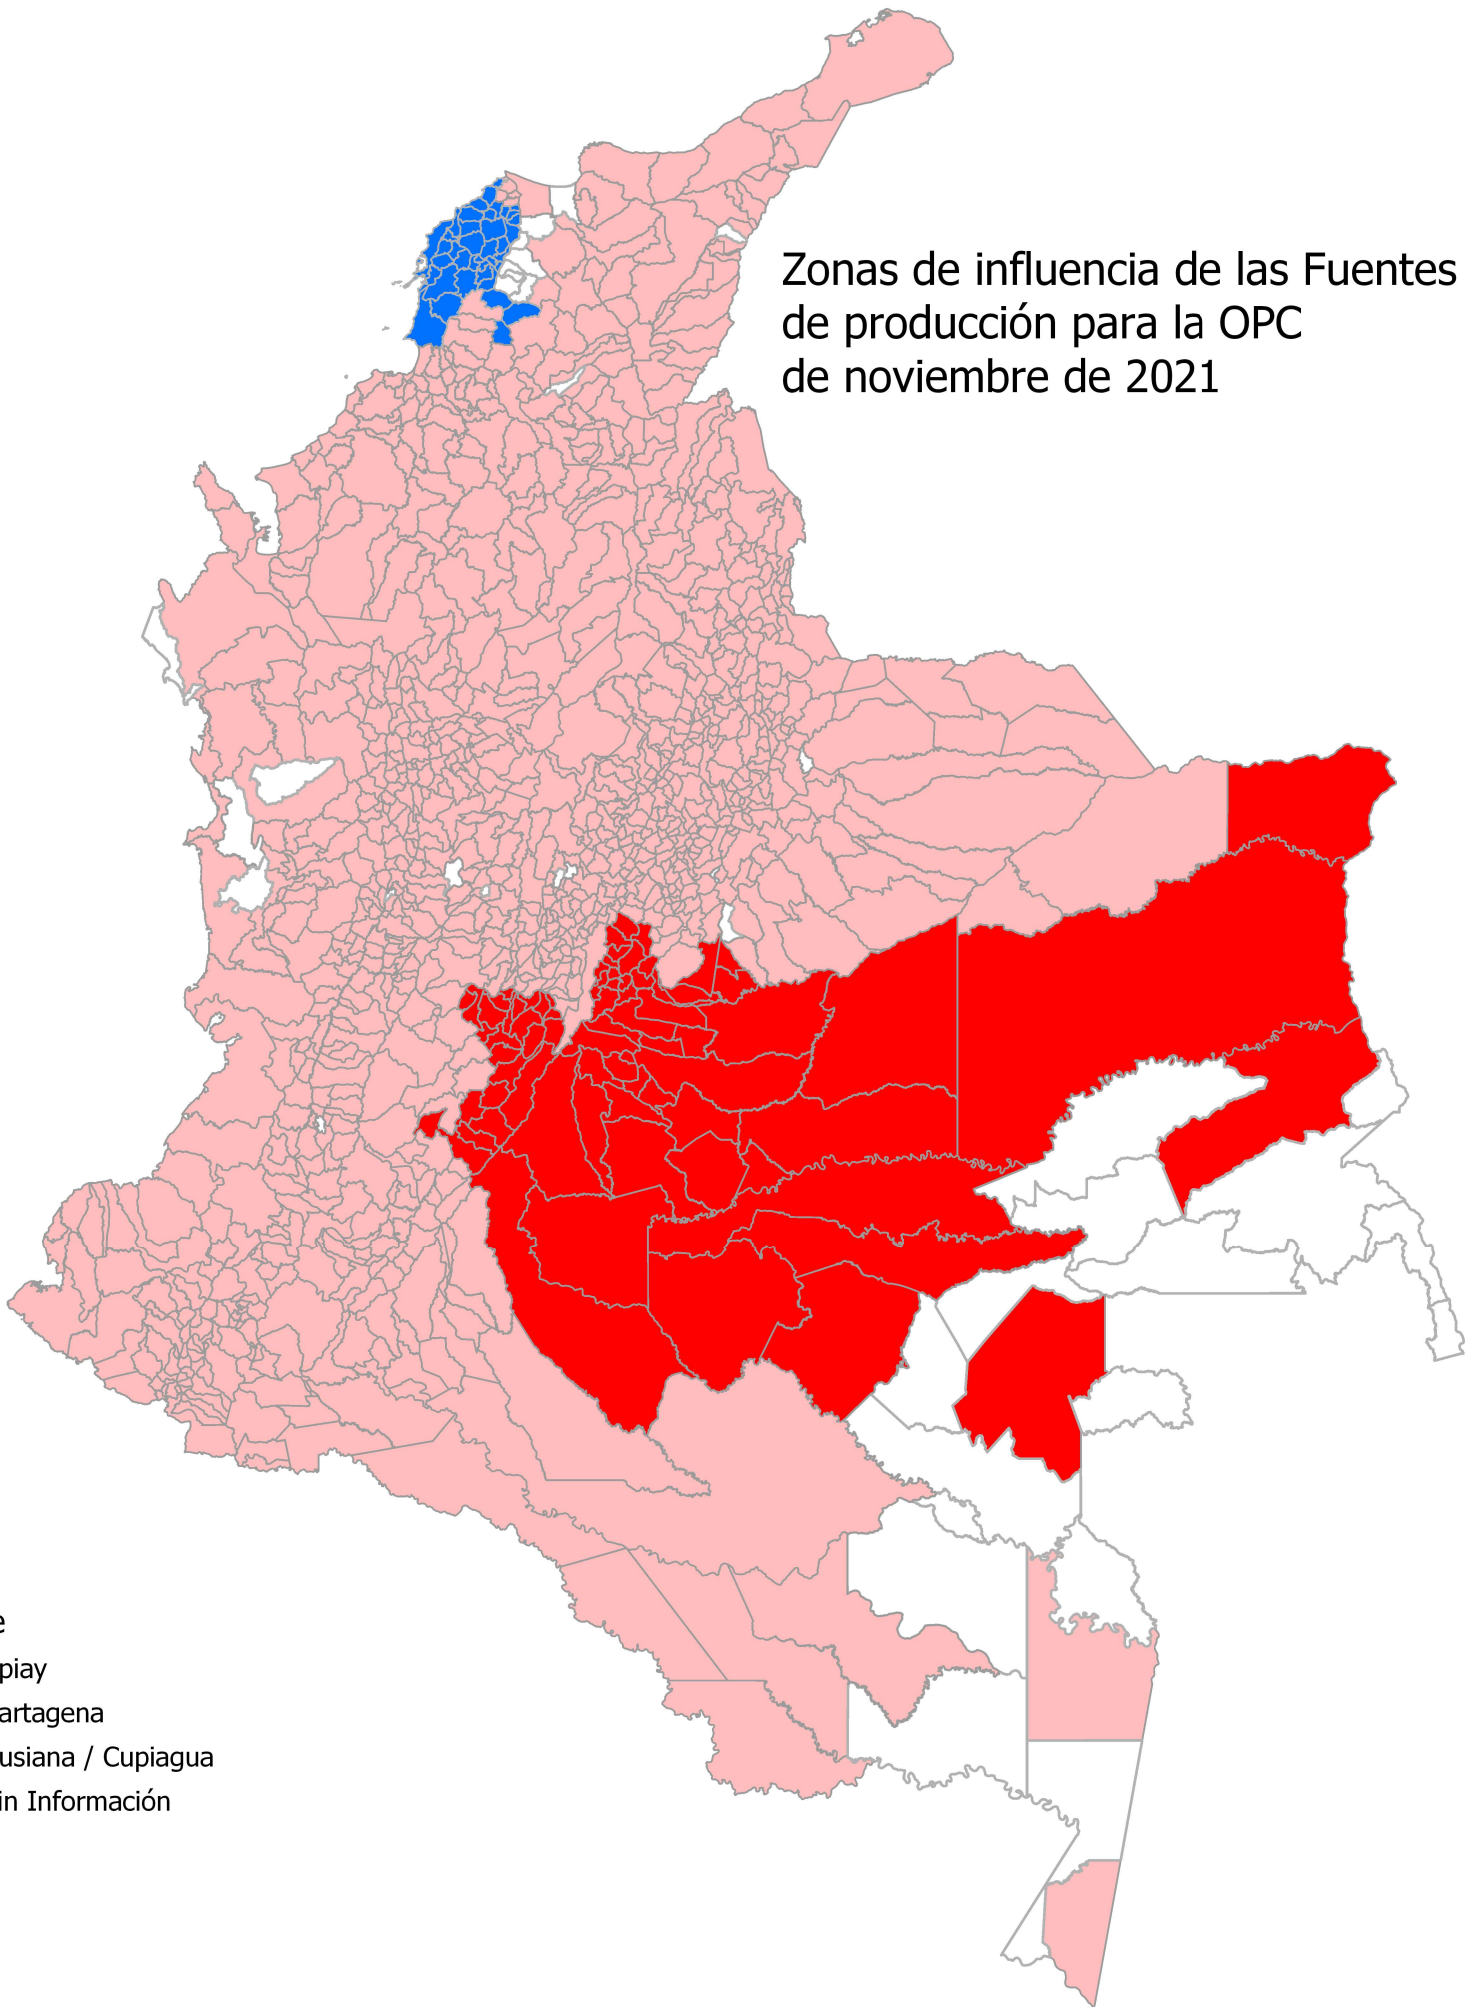 Zonas de influencia de las Fuentes
de producción para la OPC
de noviembre de 2021
e
piay
artagena
usiana / Cupiagua
in Información